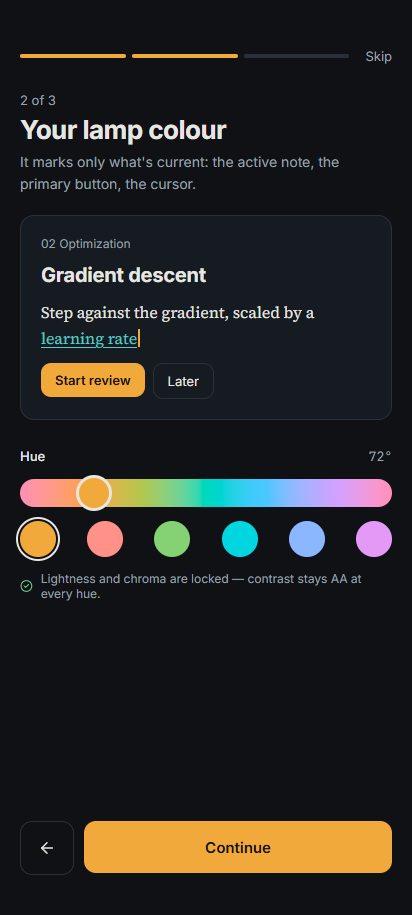 Skip
2 of 3
Your lamp colour
It marks only what's current: the active note, the
primary button, the cursor.
02 Optimization
Gradient descent
Step against the gradient, scaled by a
learning rate
Start review
Later
Hue
72°
Lightness and chroma are locked — contrast stays AA at
every hue.
Continue